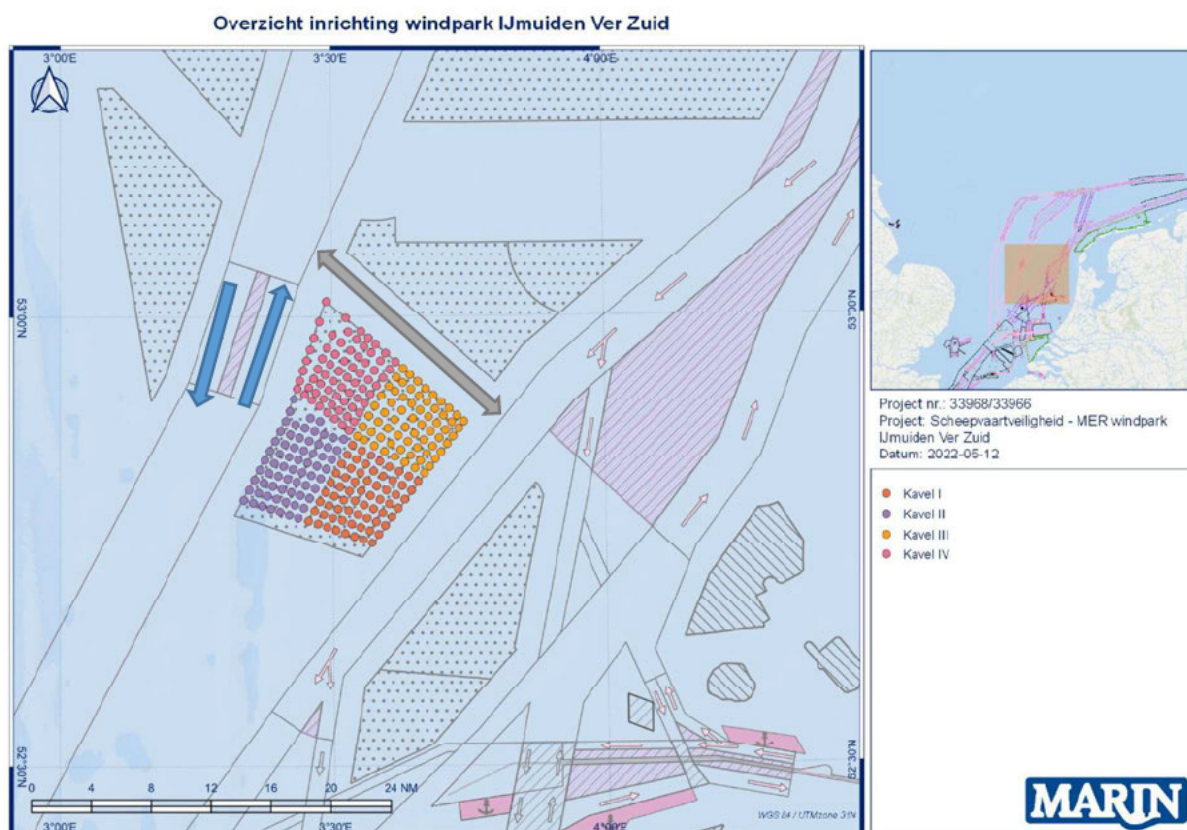 Overzicht inrichting windpark IJmuiden Ver Zuid
3°00'E
3°30'E
4°00'E
53°00'N
53°00'N
52°30'N
52°30'N
0 4 8 12 16 20 24 NM
3°00'E
3°30'E
4°00'E
WGS 84 / UTMzone 31N
Project nr.: 33968/33966
Project: Scheepvaartveiligheid - MER windpark
IJmuiden Ver Zuid
Datum: 2022-05-12
Kavel I
Kavel II
Kavel III
Kavel IV
MARIN